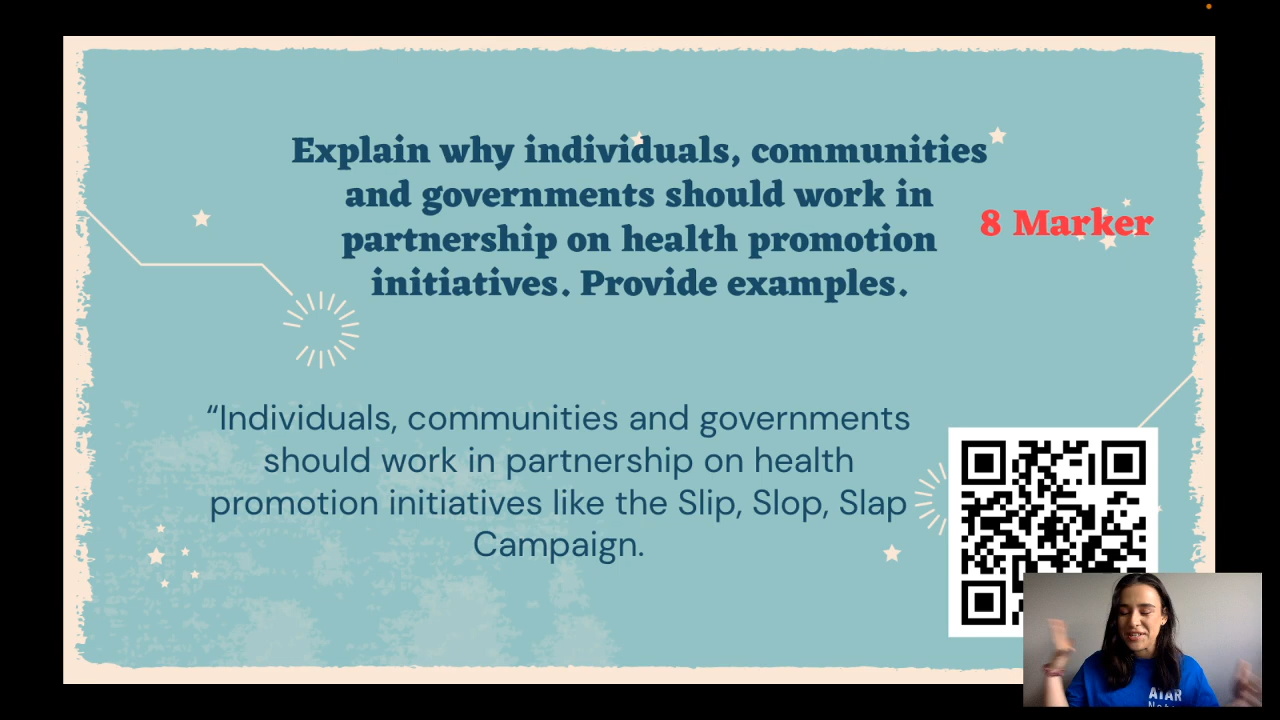 Explain why individuals, communities
and governments should work in
partnership on health promotion
initiatives. Provide examples.
8 Marker
“Individuals, communities and governments
should work in partnership on health
promotion initiatives like the Slip, Slop, Slap
Campaign.
ATAR